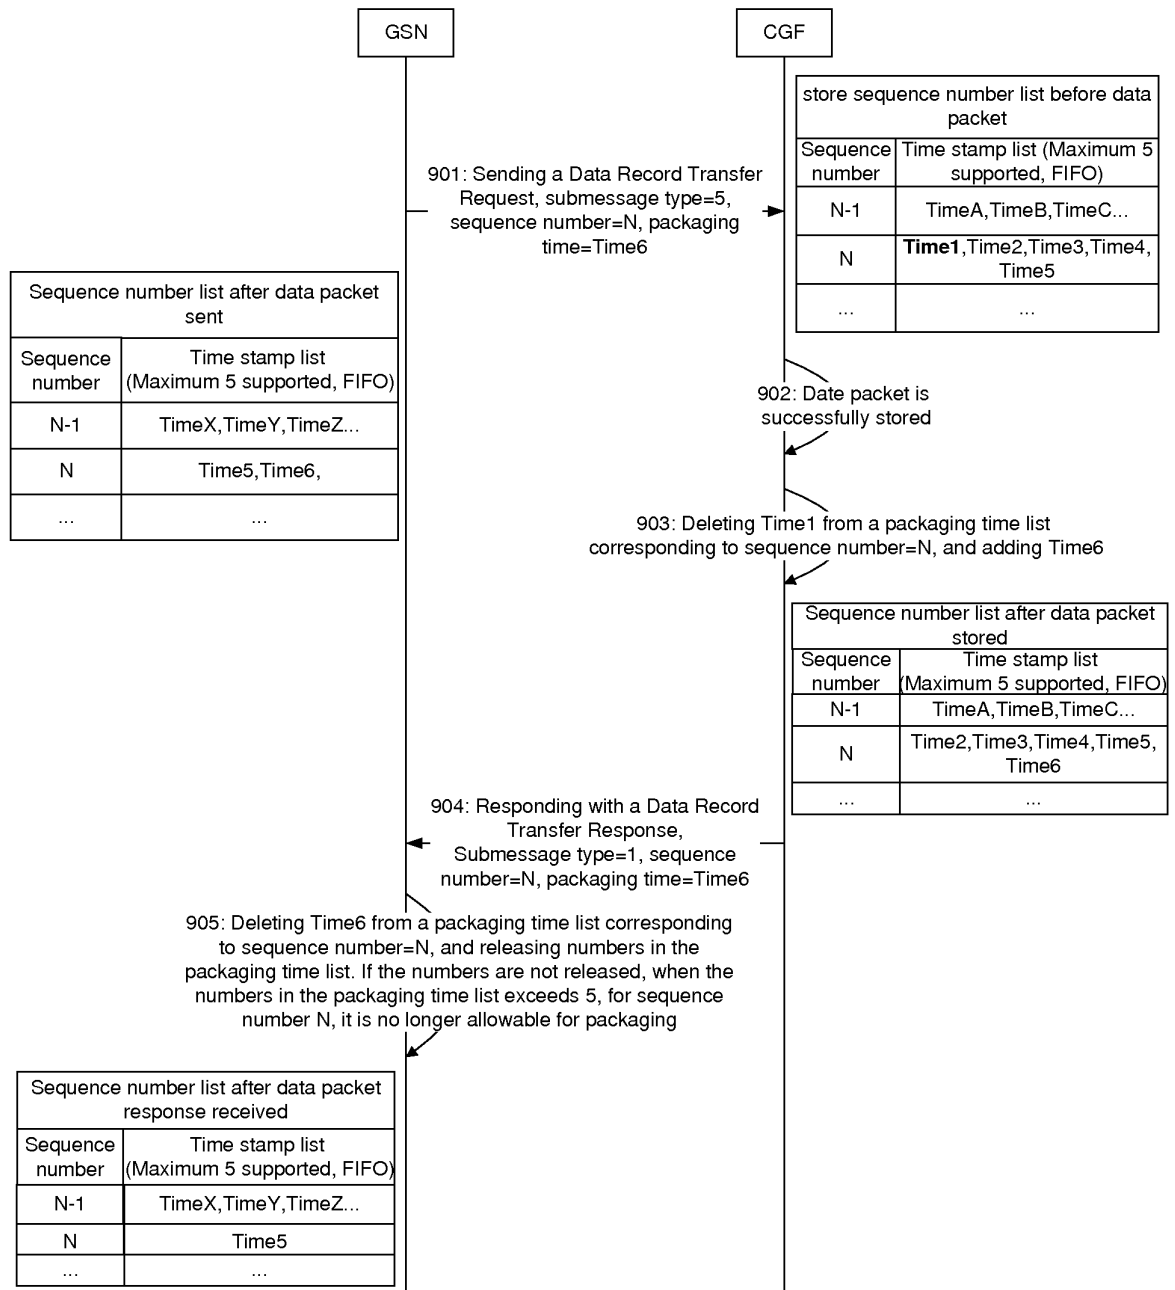 GSN
CGF
store sequence number list before data
packet
Sequence
number
Time stamp list (Maximum 5
supported, FIFO)
N-1
TimeA,TimeB,TimeC...
N
Time1,Time2,Time3,Time4,
Time5
...
...
901: Sending a Data Record Transfer
Request, submessage type=5,
sequence number=N, packaging
time=Time6
Sequence number list after data packet
sent
Sequence
number
Time stamp list
(Maximum 5 supported, FIFO)
N-1
TimeX,TimeY,TimeZ...
N
Time5,Time6,
...
...
902: Date packet is
successfully stored
903: Deleting Time1 from a packaging time list
corresponding to sequence number=N, and adding Time6
Sequence number list after data packet
stored
Sequence
number
Time stamp list
(Maximum 5 supported, FIFO)
N-1
TimeA,TimeB,TimeC...
N
Time2,Time3,Time4,Time5,
Time6
...
...
904: Responding with a Data Record
Transfer Response,
Submessage type=1, sequence
number=N, packaging time=Time6
905: Deleting Time6 from a packaging time list corresponding
to sequence number=N, and releasing numbers in the
packaging time list. If the numbers are not released, when the
numbers in the packaging time list exceeds 5, for sequence
number N, it is no longer allowable for packaging
Sequence number list after data packet
response received
Sequence
number
Time stamp list
(Maximum 5 supported, FIFO)
N-1
TimeX,TimeY,TimeZ...
N
Time5
...
...